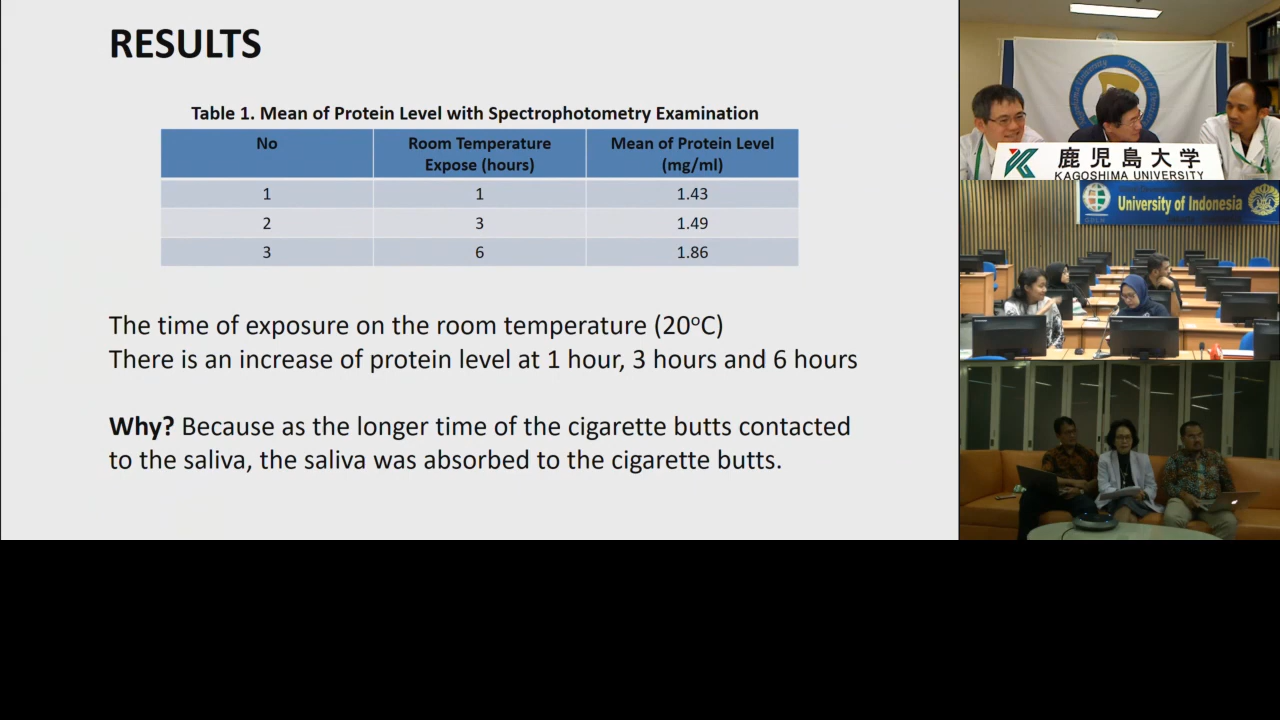 RESULTS
Table 1. Mean of Protein Level with Spectrophotometry Examination
No Room Temperature Expose (hours) Mean of Protein Level (mg/ml)
1 1 1.43
2 3 1.49
3 6 1.86
The time of exposure on the room temperature (20°C)
There is an increase of protein level at 1 hour, 3 hours and 6 hours
Why? Because as the longer time of the cigarette butts contacted
to the saliva, the saliva was absorbed to the cigarette butts.
鹿児島大学
KAGOSHIMA UNIVERSITY
University of Indonesia